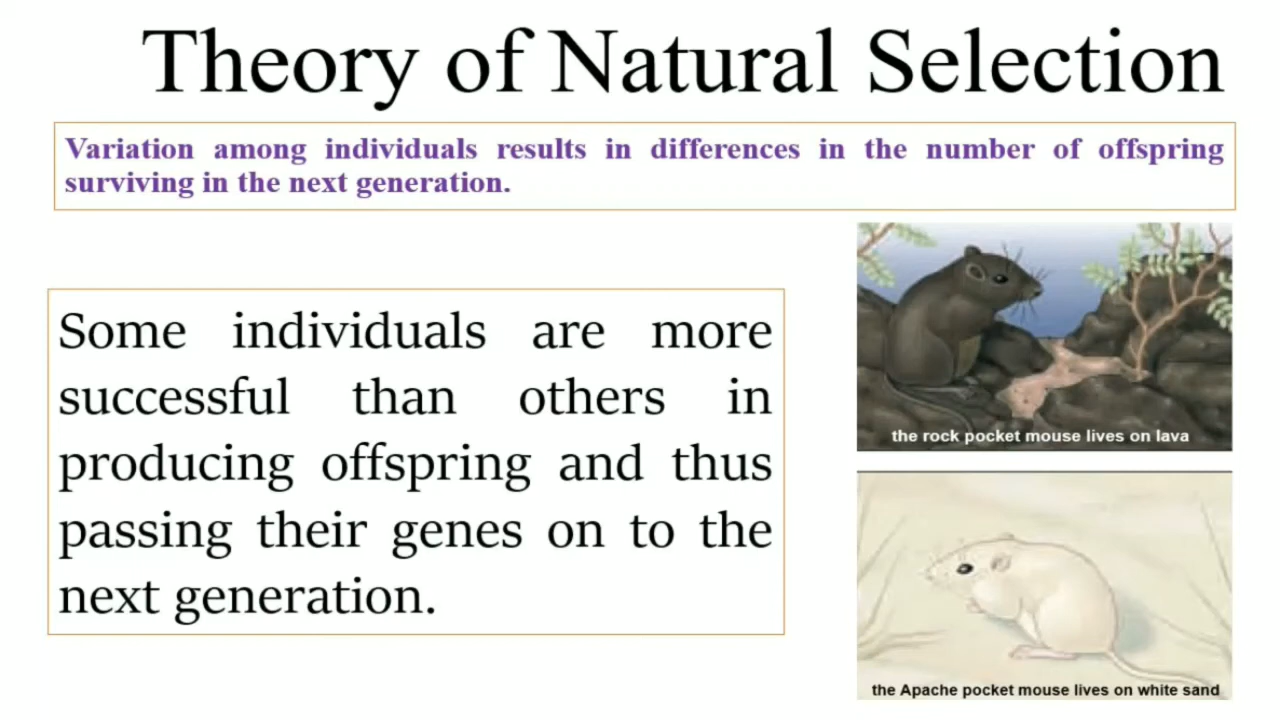 Theory of Natural Selection
Variation among individuals results in differences in the number of offspring
surviving in the next generation.
Some individuals are more
successful than others in
producing offspring and thus
passing their genes on to the
next generation.
the rock pocket mouse lives on lava
the Apache pocket mouse lives on white sand